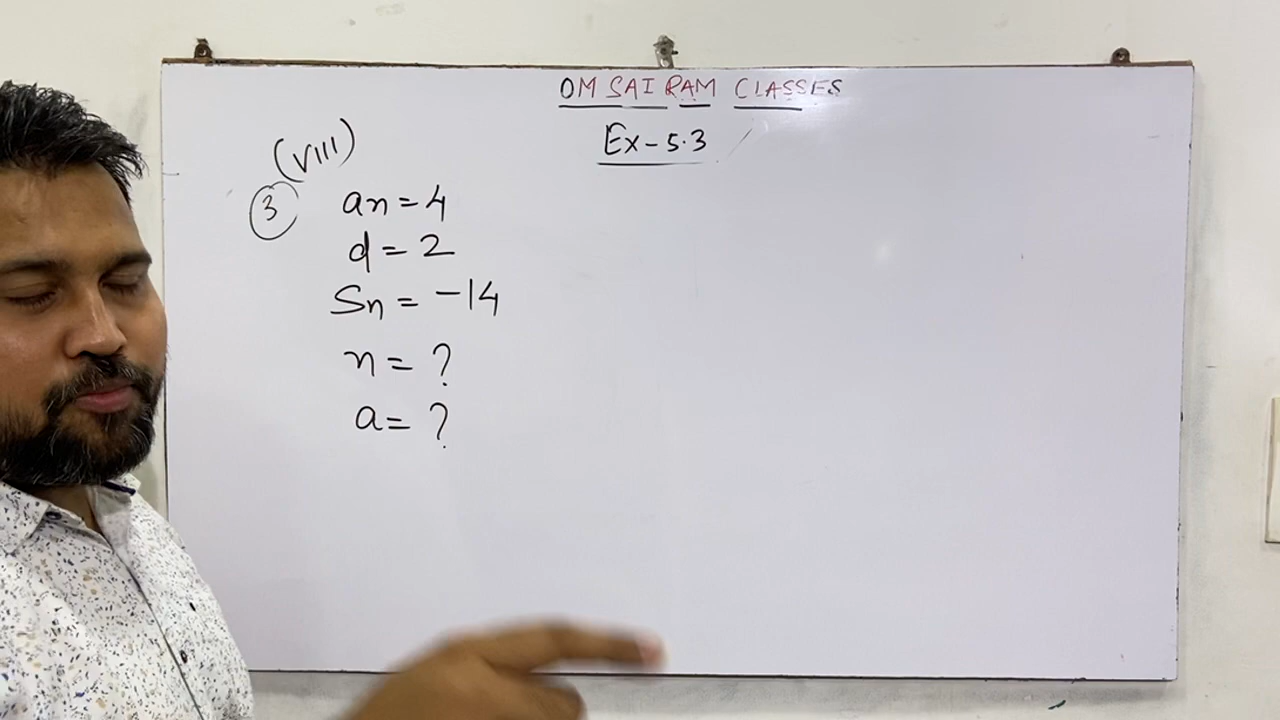 OM SAI RAM CLASSES
Ex-5.3
(VIII)
3 an = 4
d = 2
Sn = -14
n = ?
a = ?